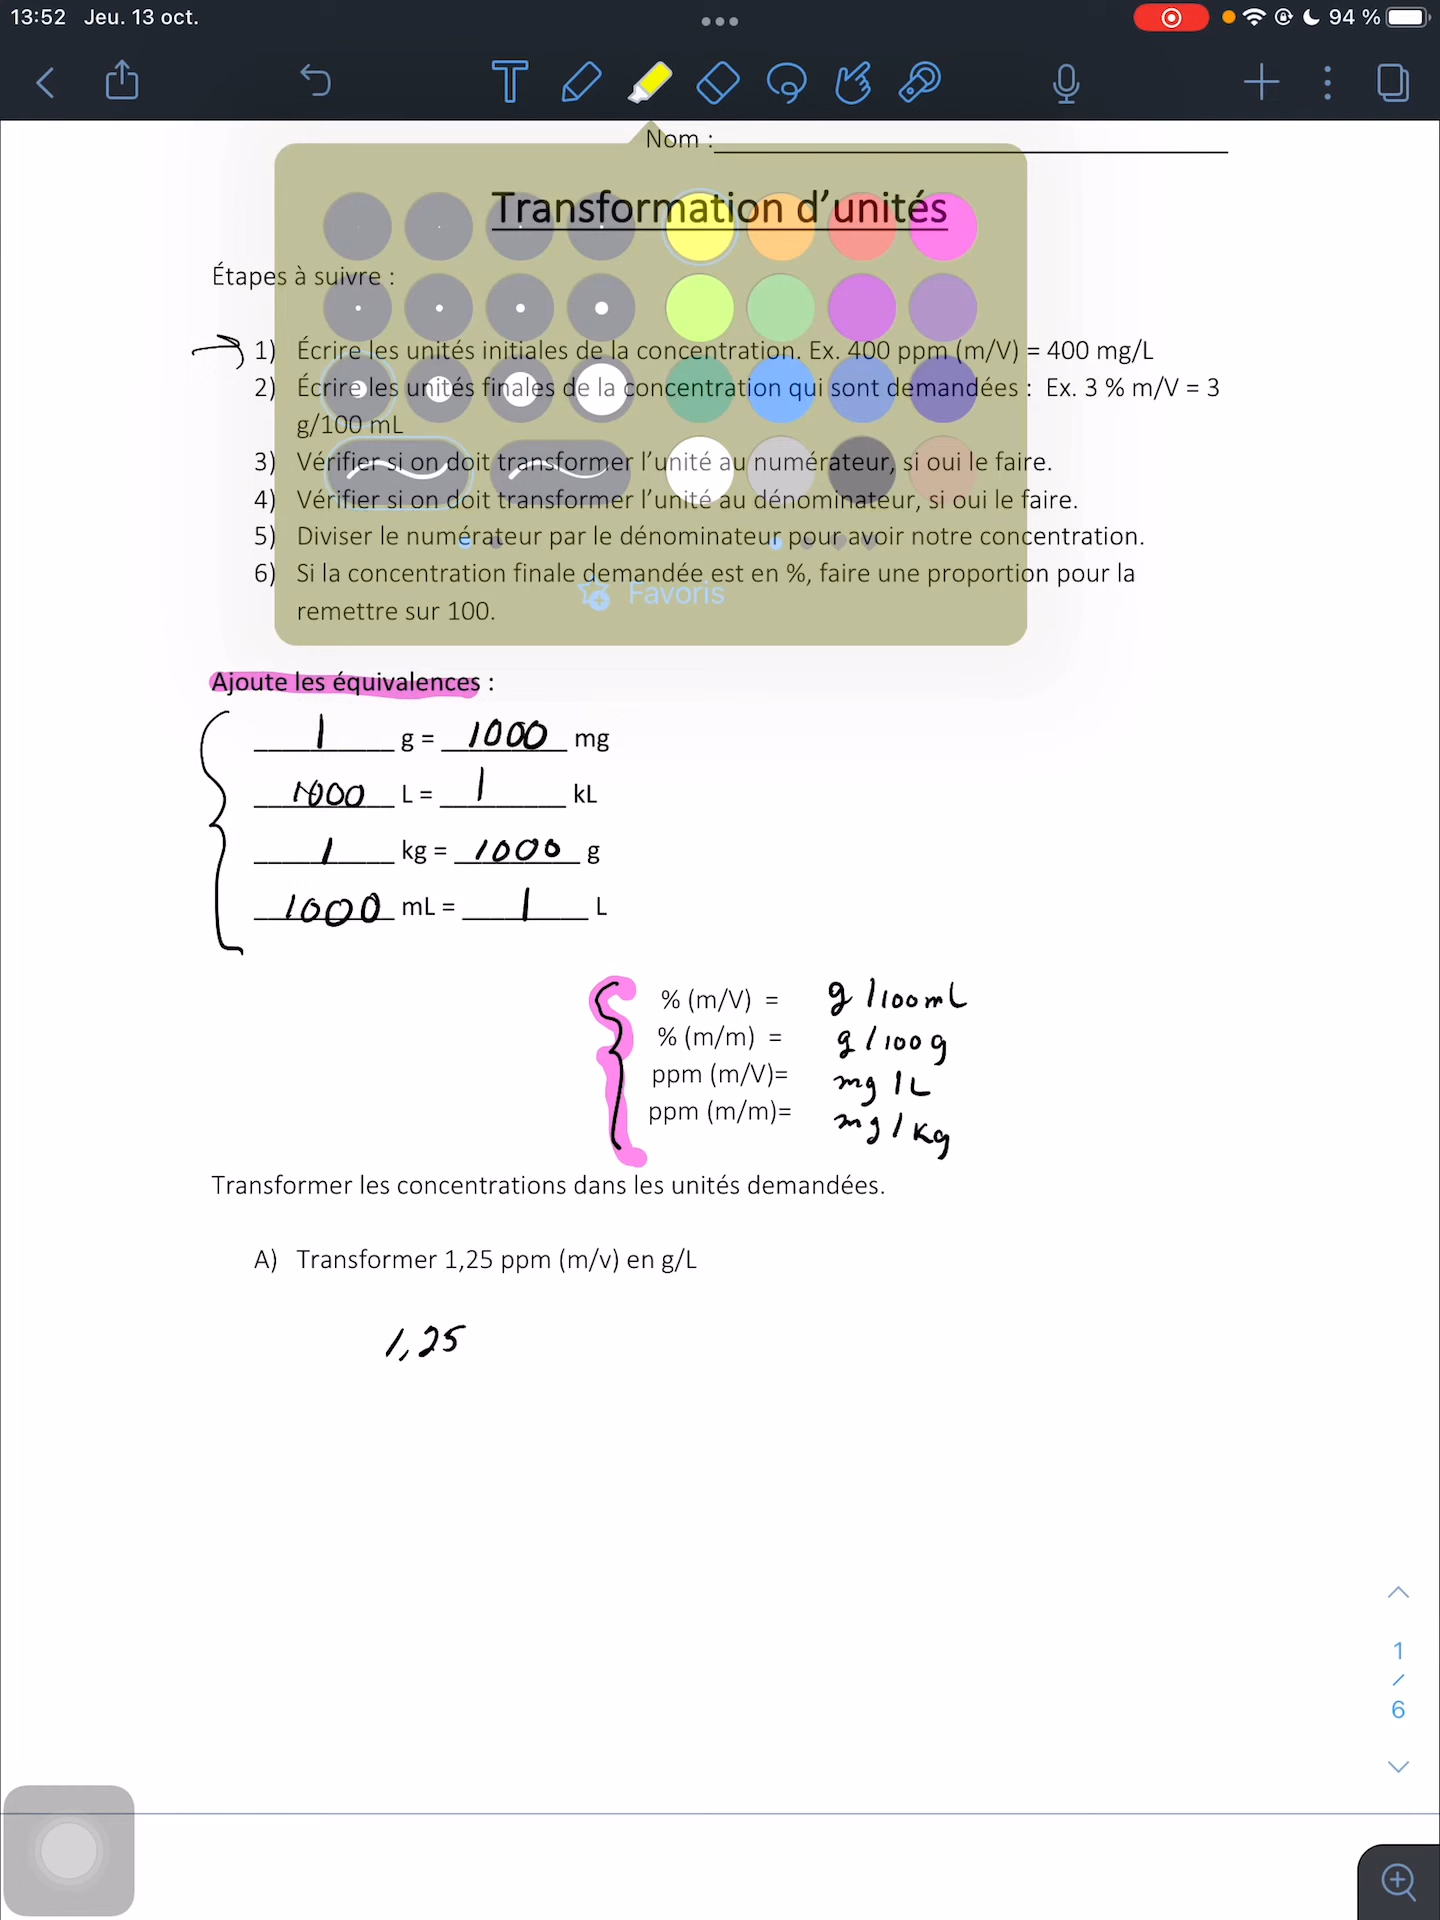 13:52 Jeu. 13 oct. 94 %
Nom :
Transformation d’unités
Étapes à suivre :
1) Écrire les unités initiales de la concentration. Ex. 400 ppm (m/V) = 400 mg/L
2) Écrire les unités finales de la concentration qui sont demandées : Ex. 3 % m/V = 3
g/100 mL
3) Vérifier si on doit transformer l’unité au numérateur, si oui le faire.
4) Vérifier si on doit transformer l’unité au dénominateur, si oui le faire.
5) Diviser le numérateur par le dénominateur pour avoir notre concentration.
6) Si la concentration finale demandée est en %, faire une proportion pour la
remettre sur 100.
Favoris
Ajoute les équivalences :
1 g = 1000 mg
1000 L = 1 kL
1 kg = 1000 g
1000 mL = 1 L
% (m/V) = g/100mL
% (m/m) = g/100g
ppm (m/V)= mg/L
ppm (m/m)= mg/kg
Transformer les concentrations dans les unités demandées.
A) Transformer 1,25 ppm (m/v) en g/L
1,25
1
/
6